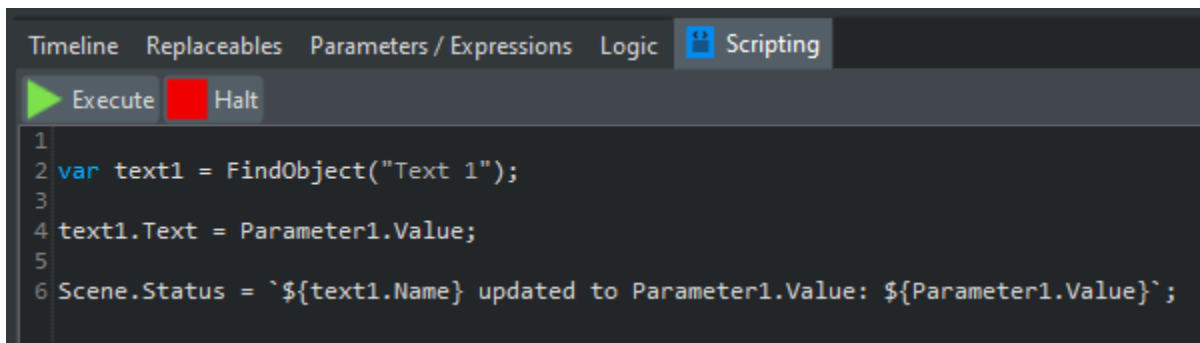 Timeline Replaceables Parameters / Expressions Logic Scripting
Execute Halt
1
2 var text1 = FindObject("Text 1");
3
4 text1.Text = Parameter1.Value;
5
6 Scene.Status = `${text1.Name} updated to Parameter1.Value: ${Parameter1.Value}`;